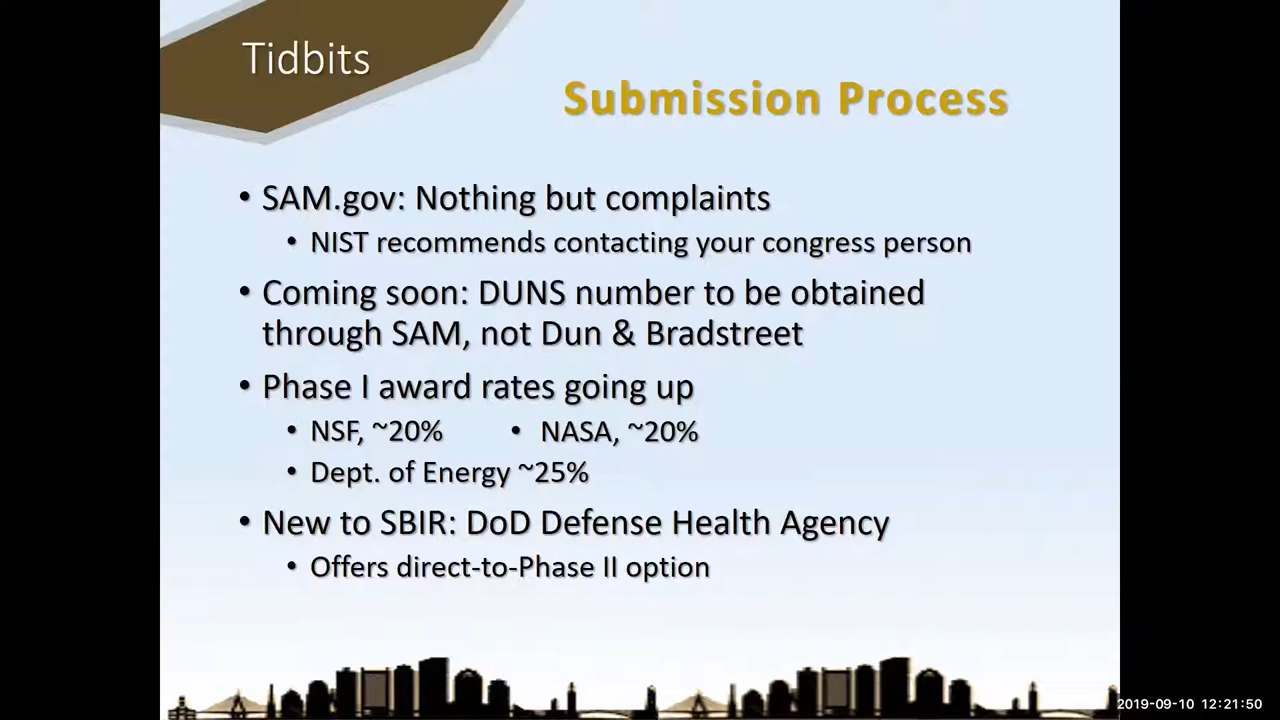 Tidbits
Submission Process
• SAM.gov: Nothing but complaints
• NIST recommends contacting your congress person
• Coming soon: DUNS number to be obtained
through SAM, not Dun & Bradstreet
• Phase I award rates going up
• NSF, ~20% • NASA, ~20%
• Dept. of Energy ~25%
• New to SBIR: DoD Defense Health Agency
• Offers direct-to-Phase II option
2019-09-10 12:21:50